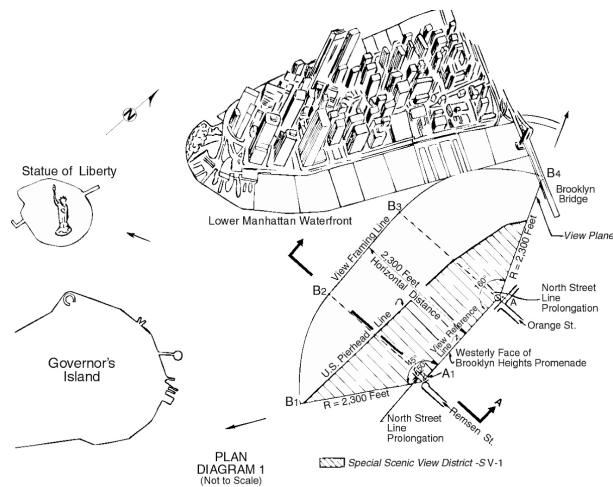 N
Statue of Liberty
Lower Manhattan Waterfront
B4
Brooklyn
Bridge
View Plane
B3
View Framing Line
2,300 Feet
Horizontal Distance
R = 2,300 Feet
160°
A
North Street
Line
Prolongation
Orange St.
B2
U.S. Pierhead Line
View Reference
Line
Westerly Face of
Brooklyn Heights Promenade
45°
A1
Governor's
Island
B1
R = 2,300 Feet
North Street
Line
Prolongation
Remsen St.
A
PLAN
DIAGRAM 1
(Not to Scale)
Special Scenic View District -SV-1